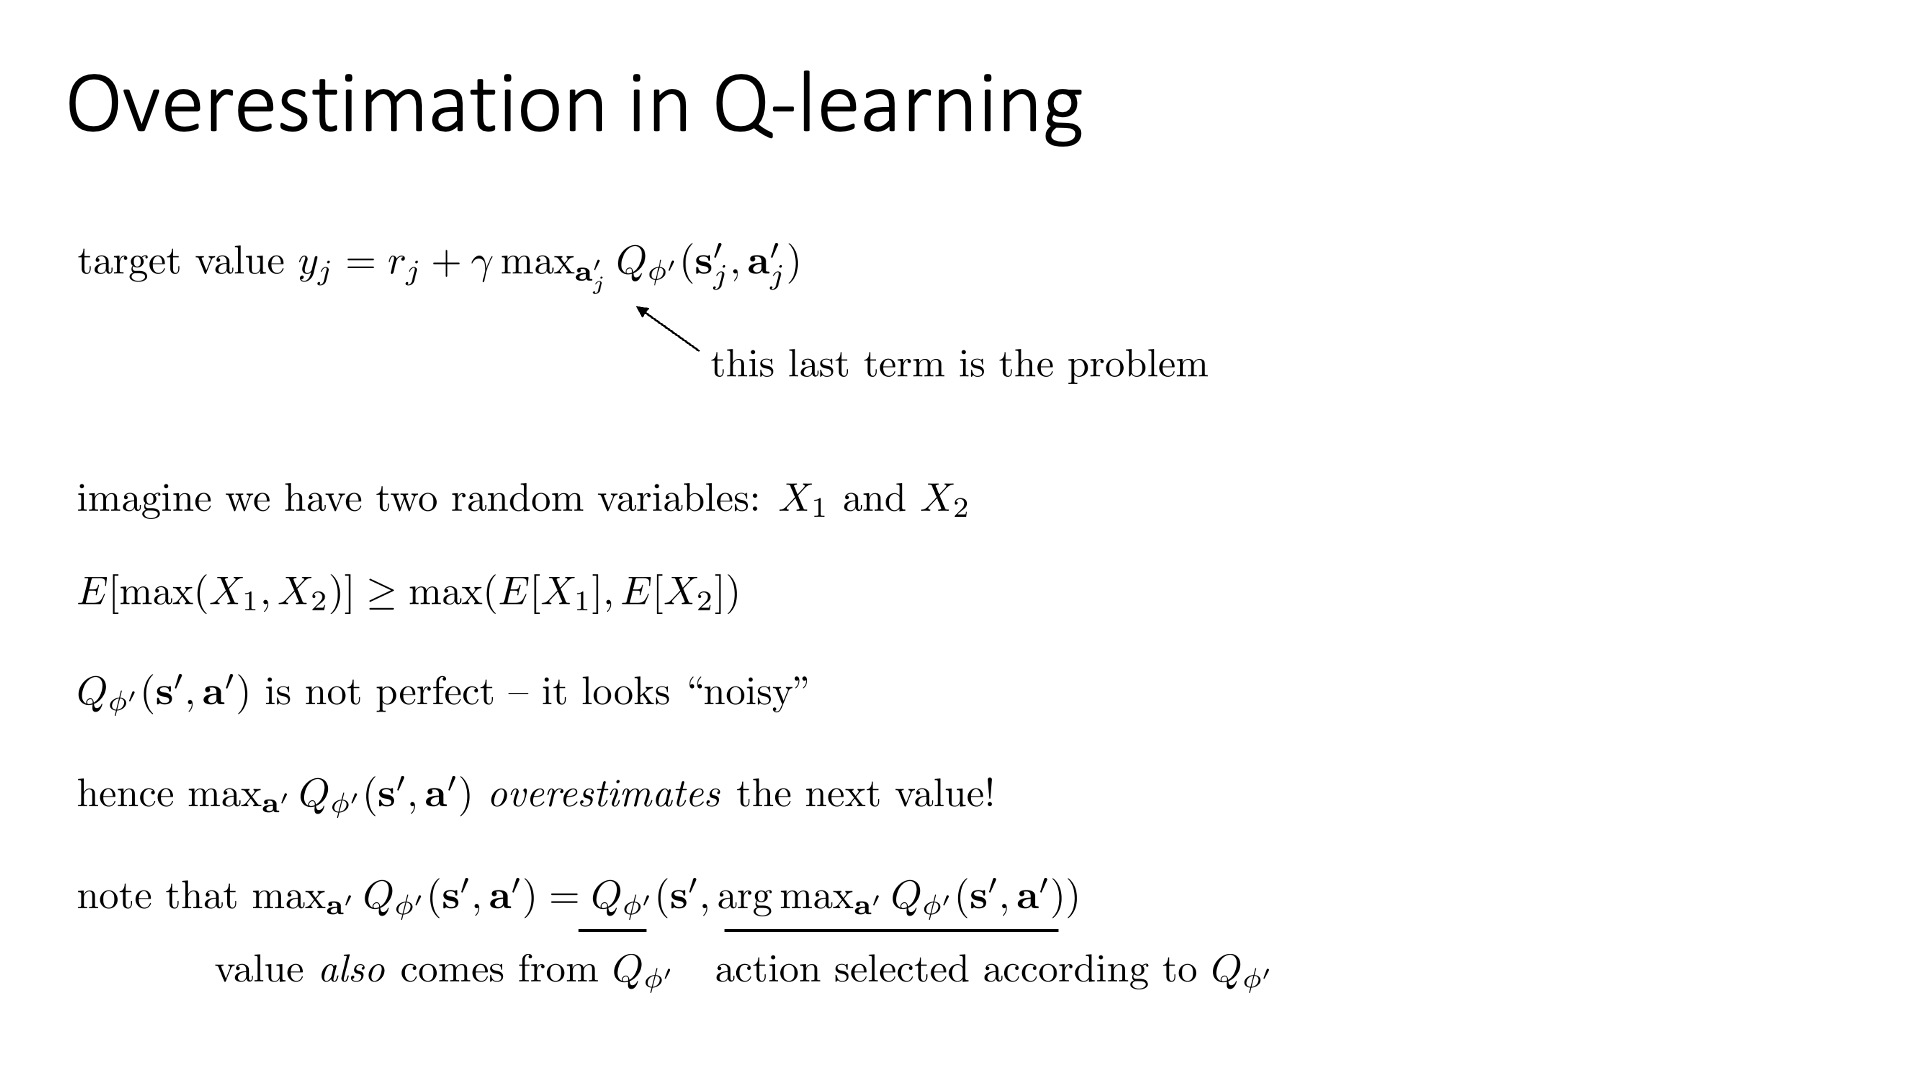 Overestimation in Q-learning
target value $y_j = r_j + \gamma \max_{\mathbf{a}'_j} Q_{\phi'}(\mathbf{s}'_j, \mathbf{a}'_j)$
this last term is the problem
imagine we have two random variables: $X_1$ and $X_2$
$E[\max(X_1, X_2)] \geq \max(E[X_1], E[X_2])$
$Q_{\phi'}(\mathbf{s}', \mathbf{a}')$ is not perfect – it looks “noisy”
hence $\max_{\mathbf{a}'} Q_{\phi'}(\mathbf{s}', \mathbf{a}')$ overestimates the next value!
note that $\max_{\mathbf{a}'} Q_{\phi'}(\mathbf{s}', \mathbf{a}') = Q_{\phi'}(\mathbf{s}', \arg\max_{\mathbf{a}'} Q_{\phi'}(\mathbf{s}', \mathbf{a}'))$
value also comes from $Q_{\phi'}$ action selected according to $Q_{\phi'}$